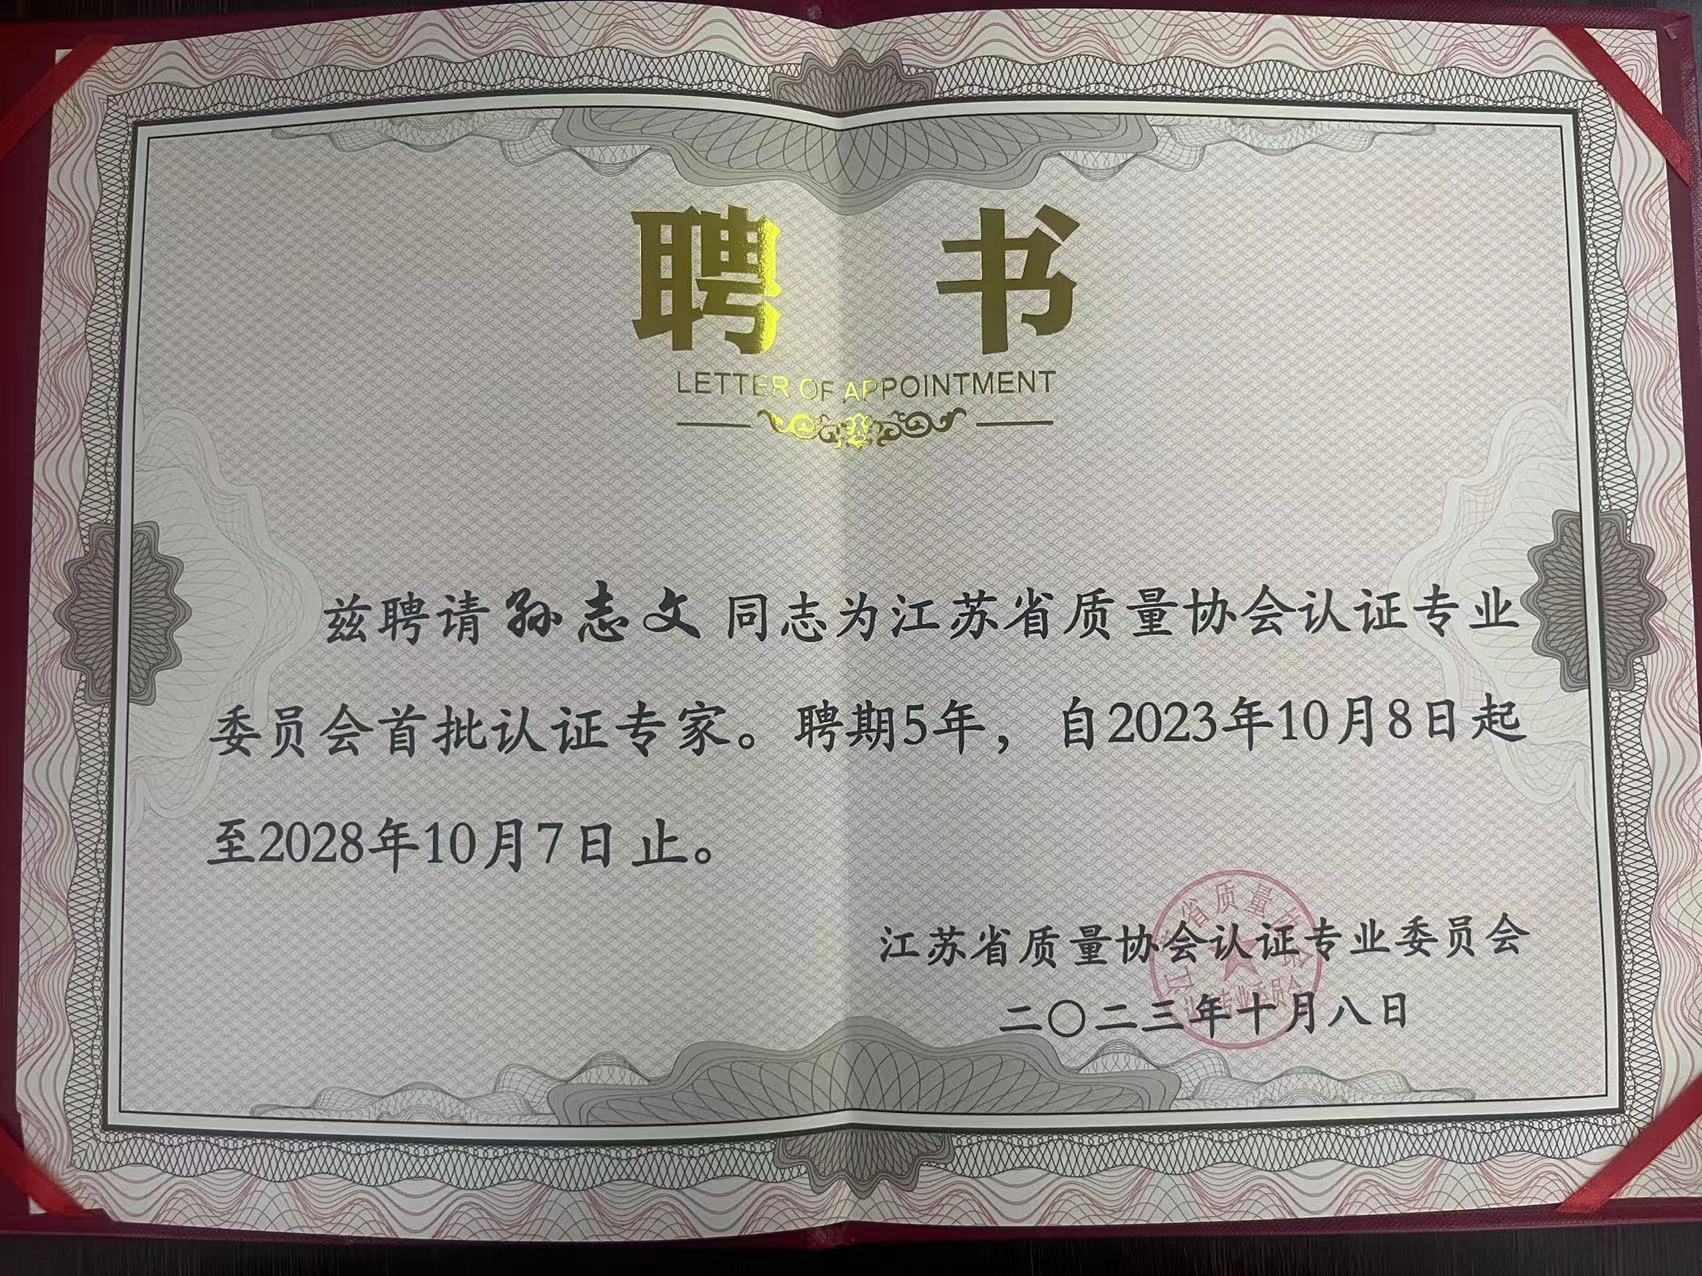 聘书
LETTER OF APPOINTMENT
兹聘请孙志文同志为江苏省质量协会认证专业
委员会首批认证专家。聘期5年，自2023年10月8日起
至2028年10月7日止。
江苏省质量协会认证专业委员会
二〇二三年十月八日